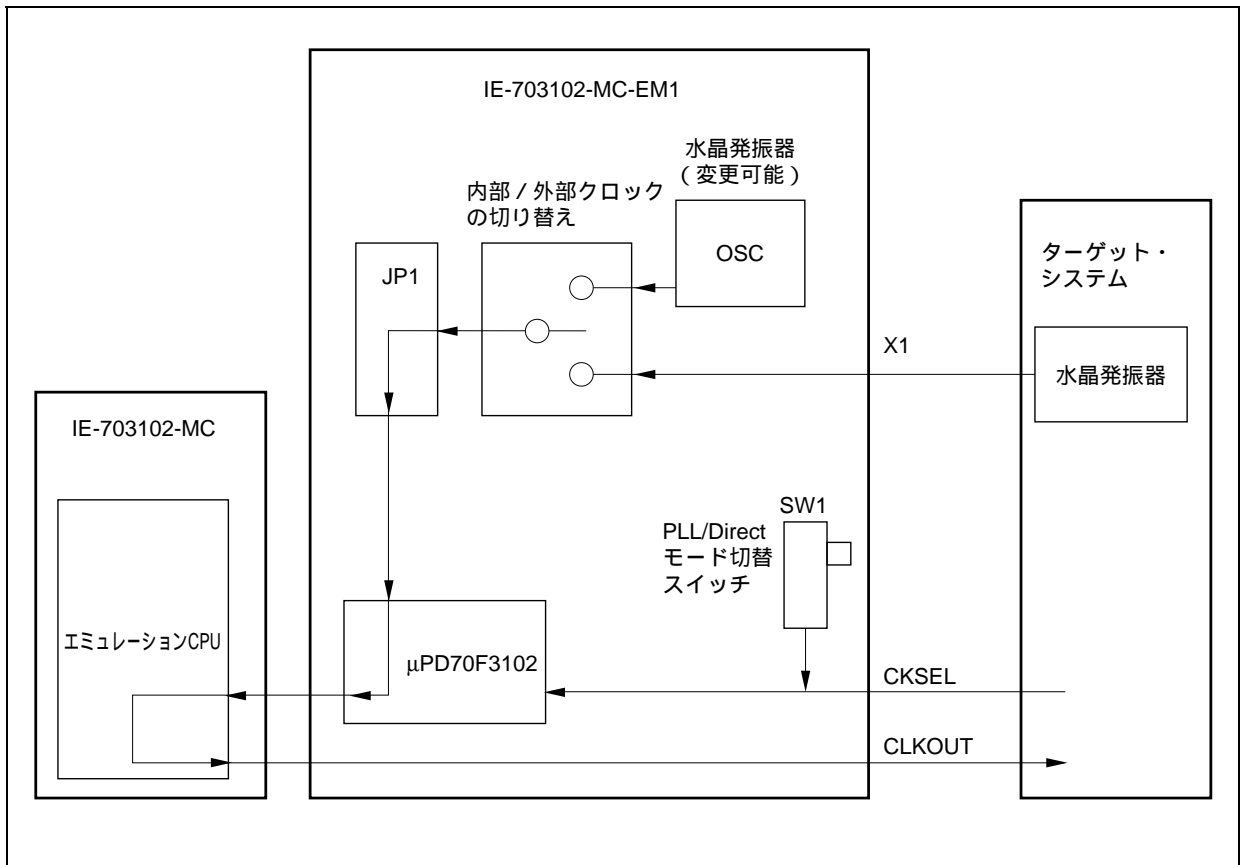 IE-703102-MC-EM1
水晶発振器
(変更可能)
内部/外部クロック
の切り替え
OSC
JP1
ターゲット・
システム
X1
水晶発振器
IE-703102-MC
SW1
PLL/Direct
モード切替
スイッチ
エミュレーションCPU
μPD70F3102
CKSEL
CLKOUT